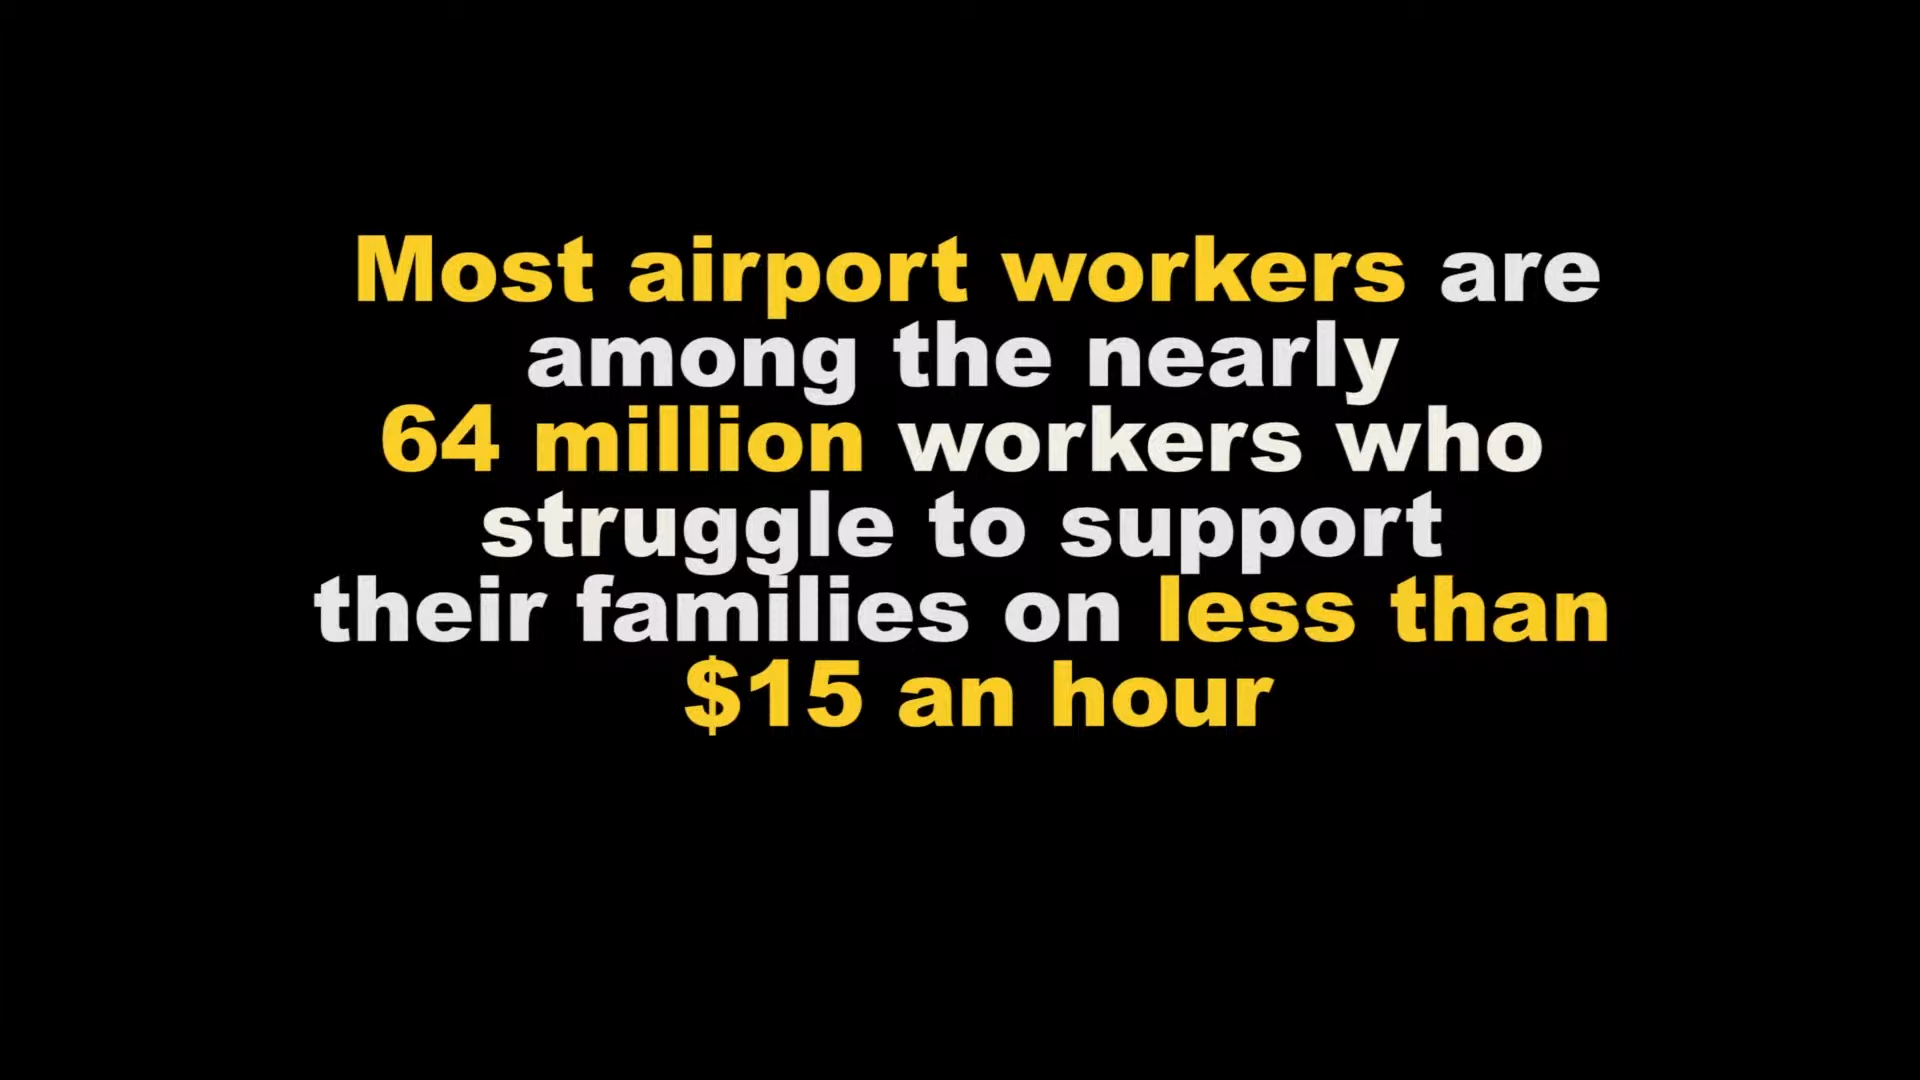 Most airport workers are
among the nearly
64 million workers who
struggle to support
their families on less than
$15 an hour